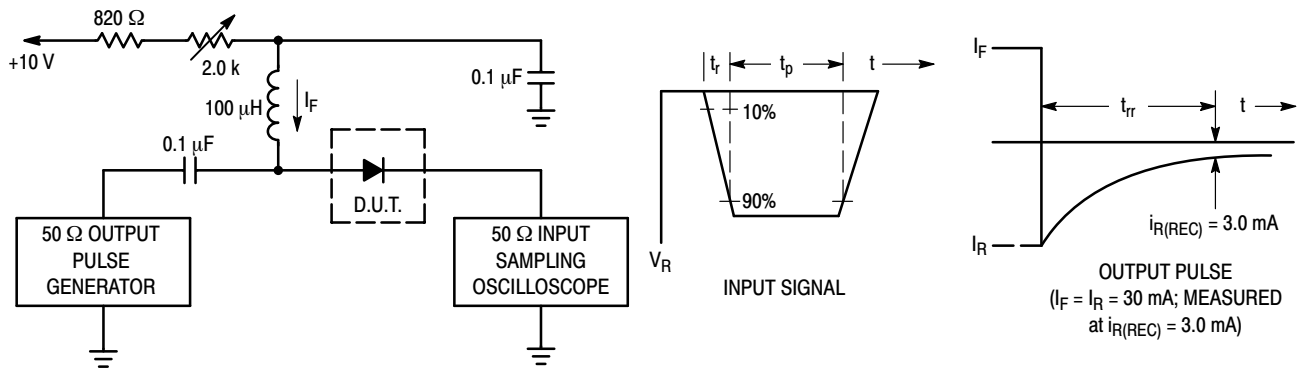 820 Ω
+10 V
2.0 k
100 μH
I_F
0.1 μF
0.1 μF
D.U.T.
50 Ω OUTPUT
PULSE
GENERATOR
50 Ω INPUT
SAMPLING
OSCILLOSCOPE
t_r
t_p
t
10%
90%
V_R
INPUT SIGNAL
I_F
t_rr
t
I_R
i_R(REC) = 3.0 mA
OUTPUT PULSE
(I_F = I_R = 30 mA; MEASURED
at i_R(REC) = 3.0 mA)